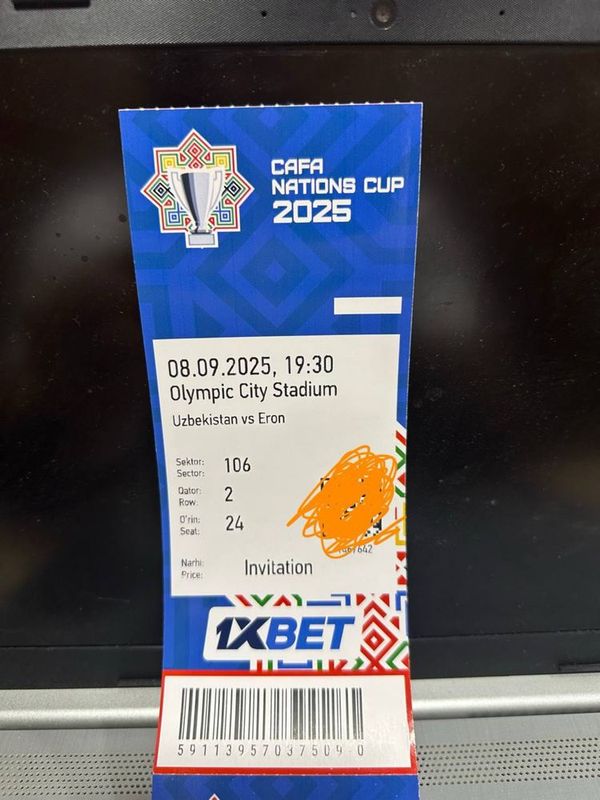 CAFA
NATIONS CUP
2025
08.09.2025, 19:30
Olympic City Stadium
Uzbekistan vs Eron
Sektor:
Sector:
106
Qator:
Row:
2
O'rin:
Seat:
24
Narhi:
Price:
Invitation
1XBET